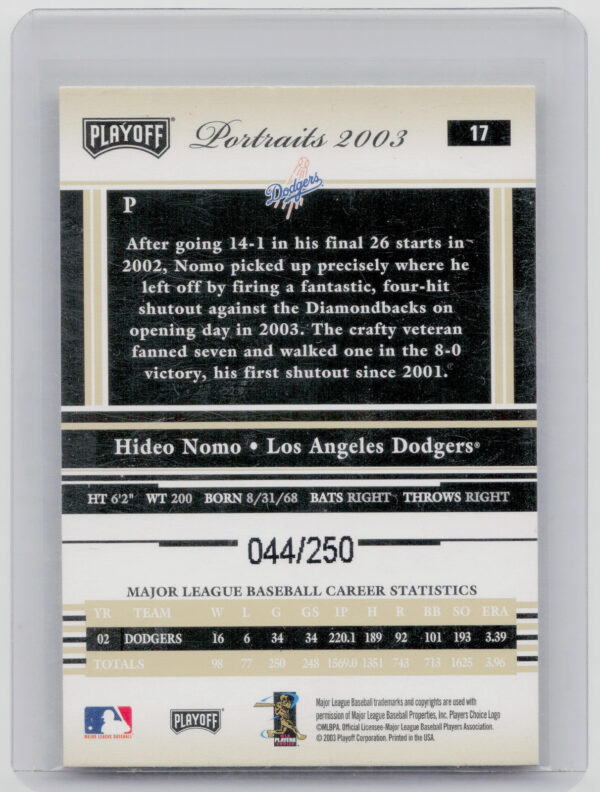 PLAYOFF Portraits 2003 17
Dodgers
P
After going 14-1 in his final 26 starts in
2002, Nomo picked up precisely where he
left off by firing a fantastic, four-hit
shutout against the Diamondbacks on
opening day in 2003. The crafty veteran
fanned seven and walked one in the 8-0
victory, his first shutout since 2001.
Hideo Nomo • Los Angeles Dodgers®
HT 6'2" WT 200 BORN 8/31/68 BATS RIGHT THROWS RIGHT
044/250
MAJOR LEAGUE BASEBALL CAREER STATISTICS
YR TEAM W L G GS IP H R BB SO ERA
02 DODGERS 16 6 34 34 220.1 189 92 101 193 3.39
TOTALS 98 77 250 248 1569.0 1351 743 713 1625 3.96
MAJOR LEAGUE BASEBALL
PLAYOFF
PLAYERS CHOICE
Major League Baseball trademarks and copyrights are used with
permission of Major League Baseball Properties, Inc. Players Choice Logo
©MLBPA. Official Licensee-Major League Baseball Players Association.
© 2003 Playoff Corporation. Printed in the USA.